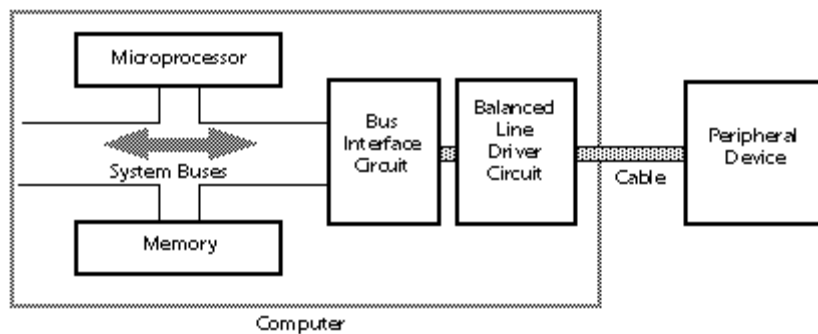 Microprocessor
Bus
Interface
Circuit
Balanced
Line
Driver
Circuit
Peripheral
Device
System Buses
Cable
Memory
Computer